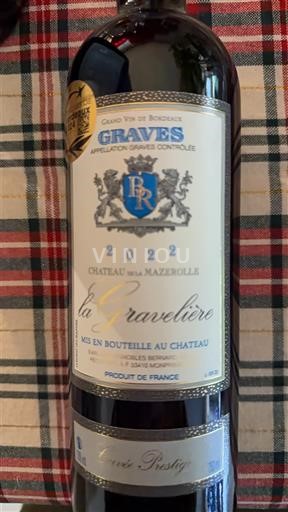 GRAND VIN DE BORDEAUX
GRAVES
APPELLATION GRAVES CONTRÔLÉE
BR
2022
VINOU
CHATEAU DE LA MAZEROLLE
la Gravelière
MIS EN BOUTEILLE AU CHATEAU
PRODUIT DE FRANCE
Cuvée Prestige